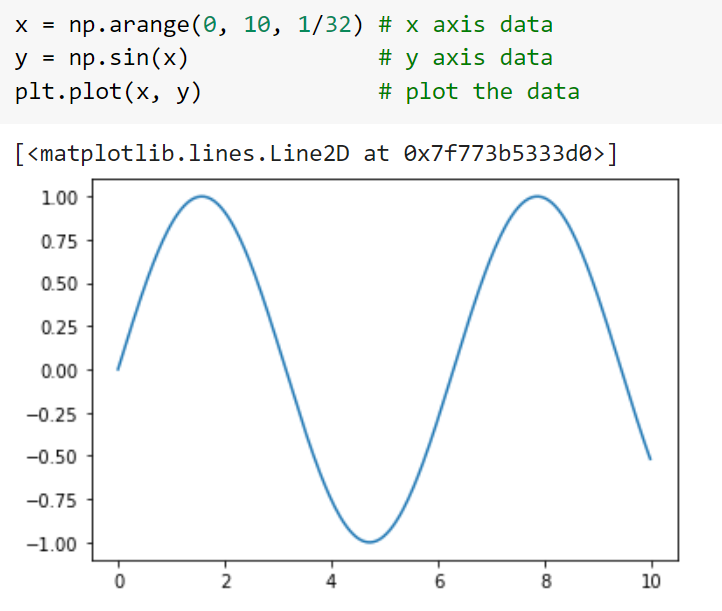 x = np.arange(0, 10, 1/32) # x axis data
y = np.sin(x)              # y axis data
plt.plot(x, y)             # plot the data
[<matplotlib.lines.Line2D at 0x7f773b5333d0>]
1.00
0.75
0.50
0.25
0.00
−0.25
−0.50
−0.75
−1.00
0 2 4 6 8 10